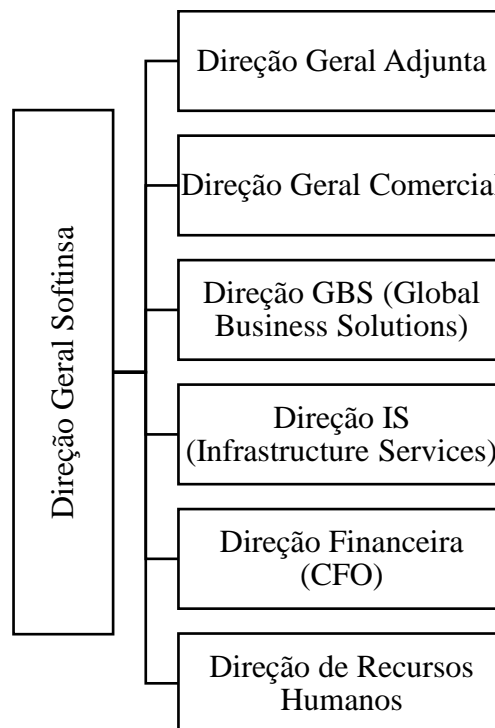 Direção Geral Softinsa
Direção Geral Adjunta
Direção Geral Comercial
Direção GBS (Global
Business Solutions)
Direção IS
(Infrastructure Services)
Direção Financeira
(CFO)
Direção de Recursos
Humanos